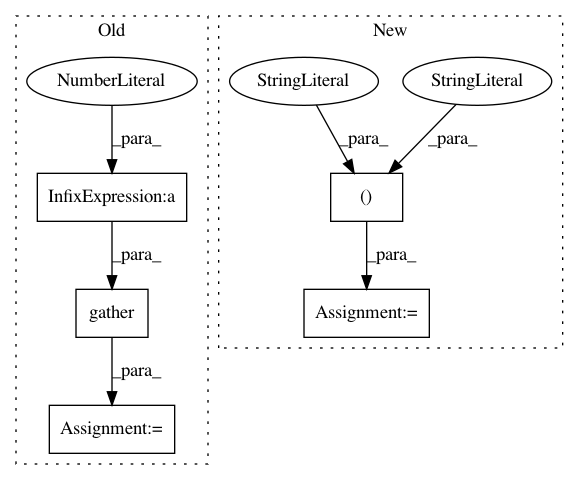 Old
New
NumberLiteral
StringLiteral
StringLiteral
_para_
_para_
_para_
InfixExpression:a
()
_para_
_para_
gather
Assignment:=
_para_
Assignment:=